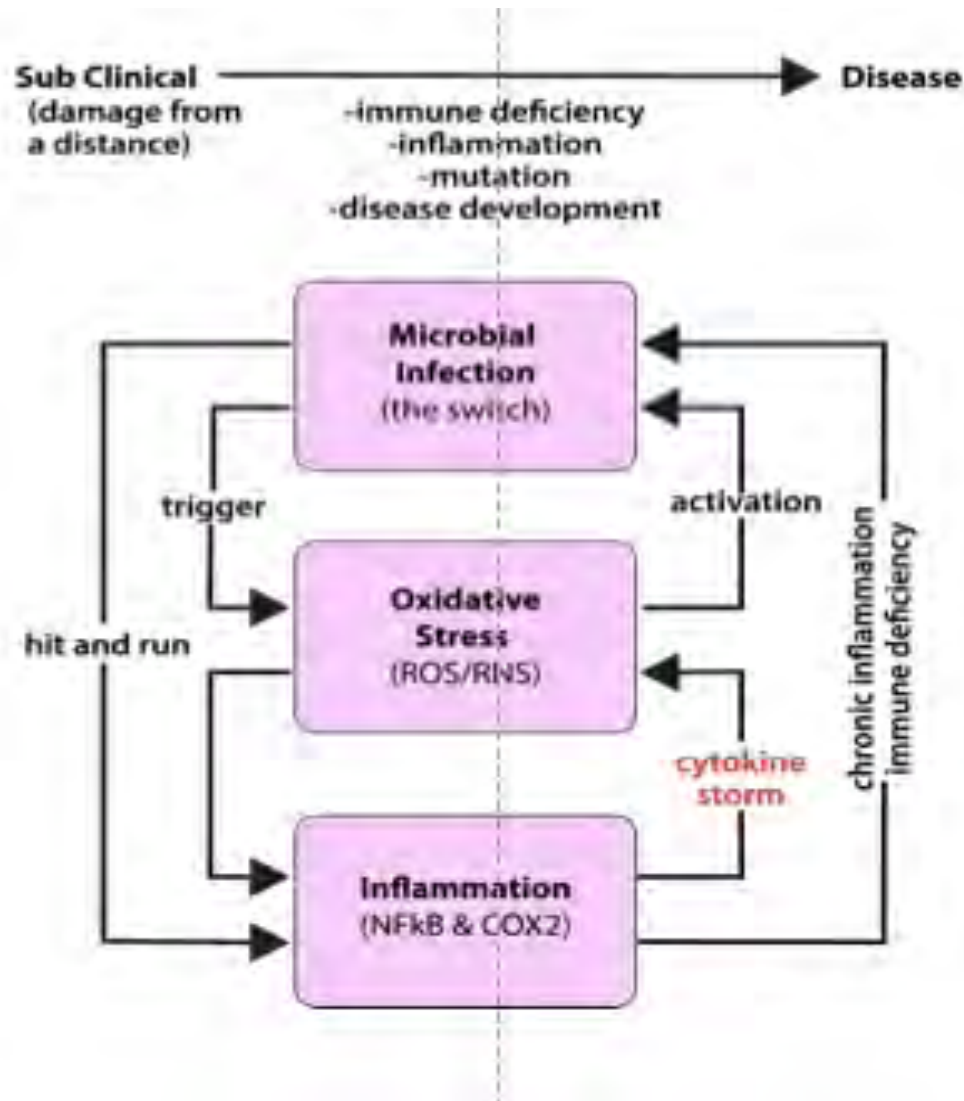 Sub Clinical
(damage from
a distance)
Disease
-immune deficiency
-inflammation
-mutation
-disease development
Microbial
Infection
(the switch)
trigger
activation
Oxidative
Stress
(ROS/RNS)
hit and run
chronic inflammation
immune deficiency
cytokine
storm
Inflammation
(NFkB & COX2)